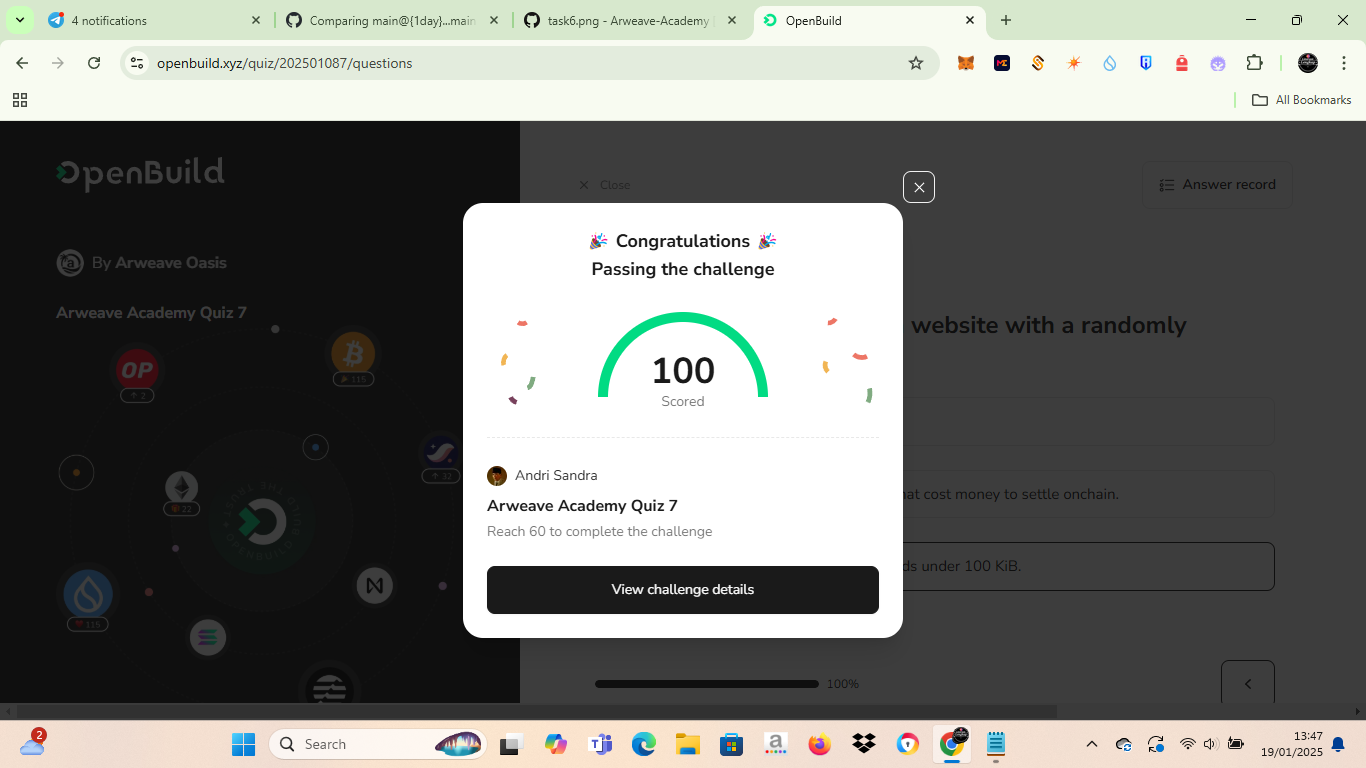 4 notifications
Comparing main@{1day}...main
task6.png - Arweave-Academy
OpenBuild
openbuild.xyz/quiz/202501087/questions
All Bookmarks
OpenBuild
Close
Answer record
By Arweave Oasis
Arweave Academy Quiz 7
website with a randomly
OP
2
115
32
22
115
hat cost money to settle onchain.
ds under 100 KiB.
100%
Congratulations
Passing the challenge
100
Scored
Andri Sandra
Arweave Academy Quiz 7
Reach 60 to complete the challenge
View challenge details
2
Search
13:47
19/01/2025